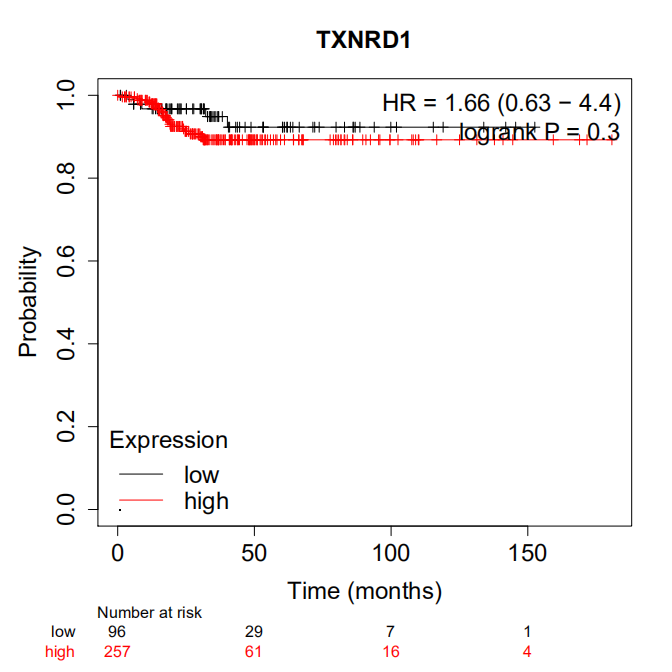 TXNRD1
HR = 1.66 (0.63 − 4.4)
logrank P = 0.3
Probability
1.0
0.8
0.6
0.4
0.2
0.0
Expression
low
high
0 50 100 150
Time (months)
Number at risk
low 96 29 7 1
high 257 61 16 4